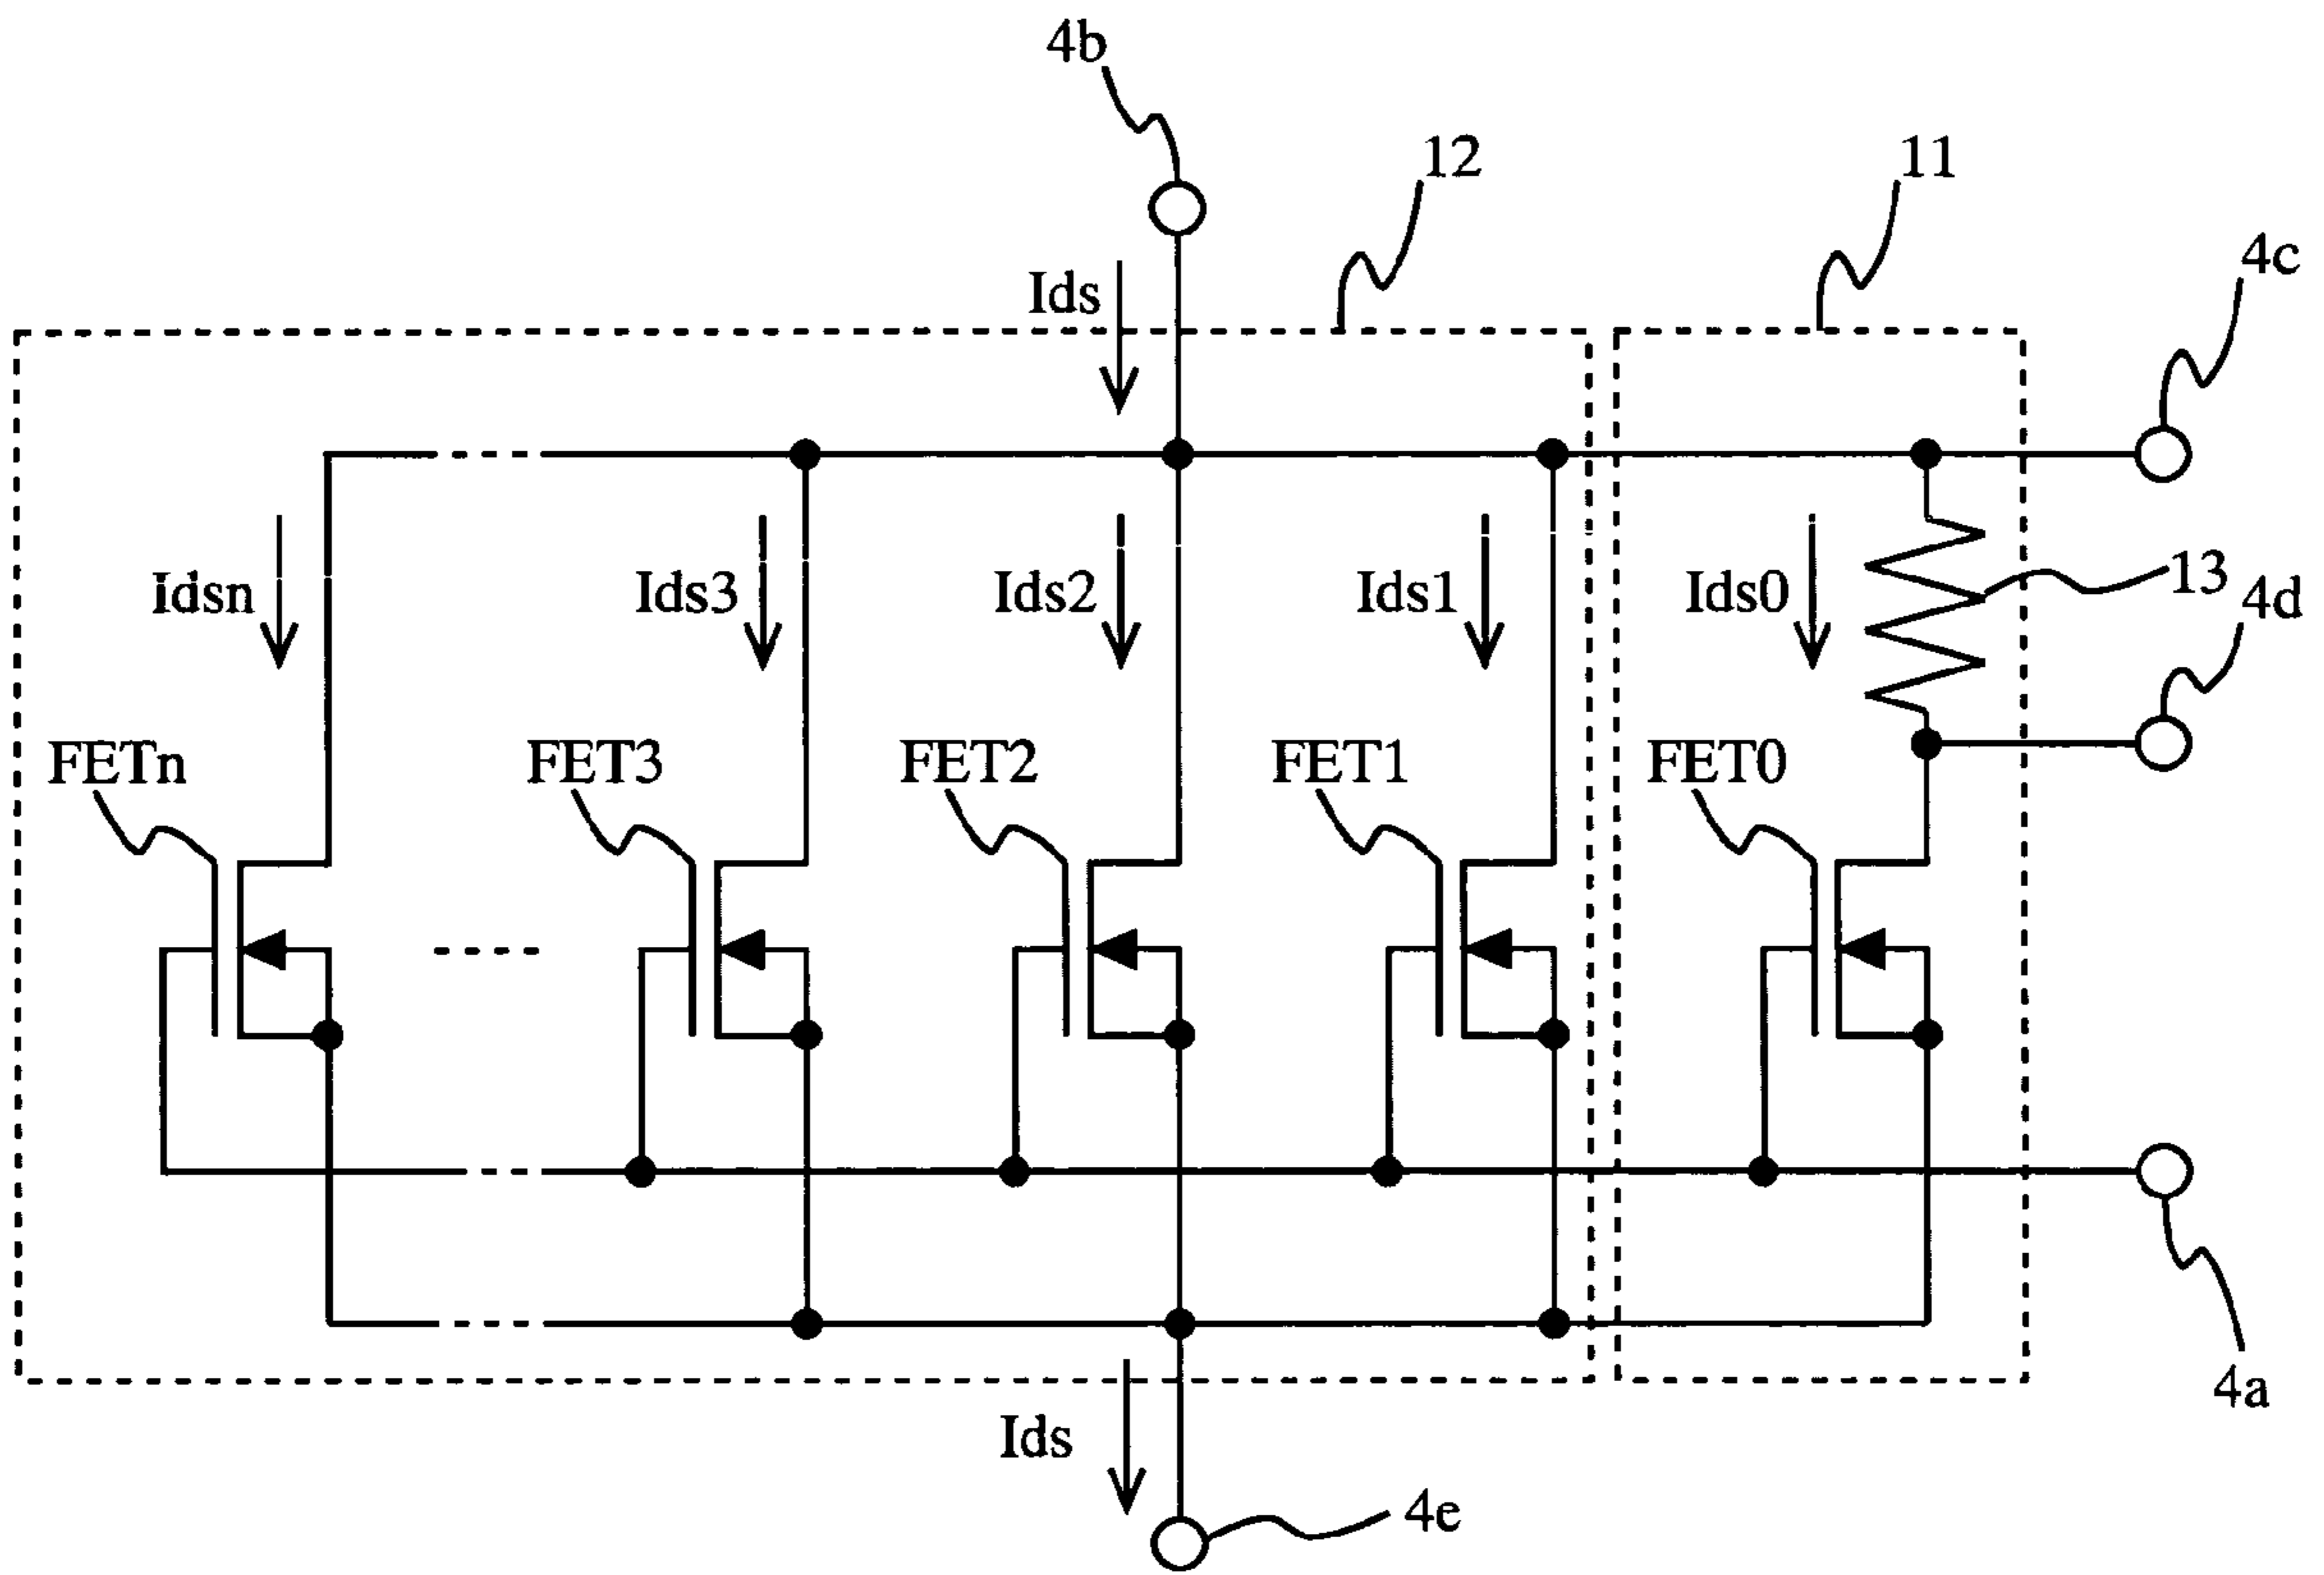 4b
12
11
4c
Ids
Idsn
Ids3
Ids2
Ids1
Ids0
13
4d
FETn
FET3
FET2
FET1
FET0
4a
Ids
4e